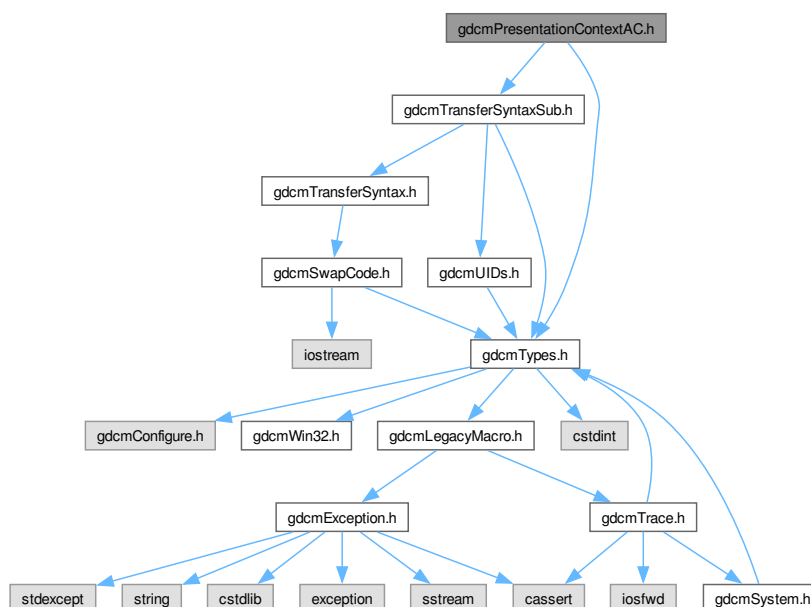 gdcmPresentationContextAC.h
gdcmTransferSyntaxSub.h
gdcmTransferSyntax.h
gdcmSwapCode.h
gdcmUIDs.h
iostream
gdcmTypes.h
gdcmConfigure.h
gdcmWin32.h
gdcmLegacyMacro.h
cstdint
gdcmException.h
gdcmTrace.h
stdexcept
string
cstdlib
exception
sstream
cassert
iosfwd
gdcmSystem.h